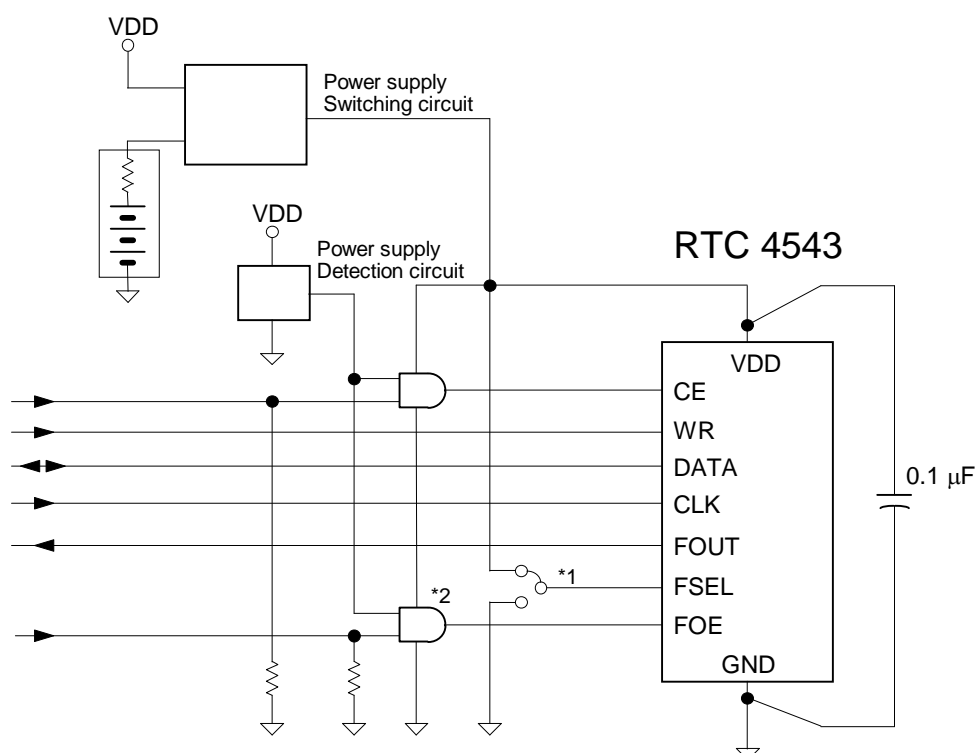 VDD
Power supply
Switching circuit
VDD
Power supply
Detection circuit
RTC 4543
VDD
CE
WR
DATA
CLK
FOUT
FSEL
FOE
GND
0.1 μF
*1
*2